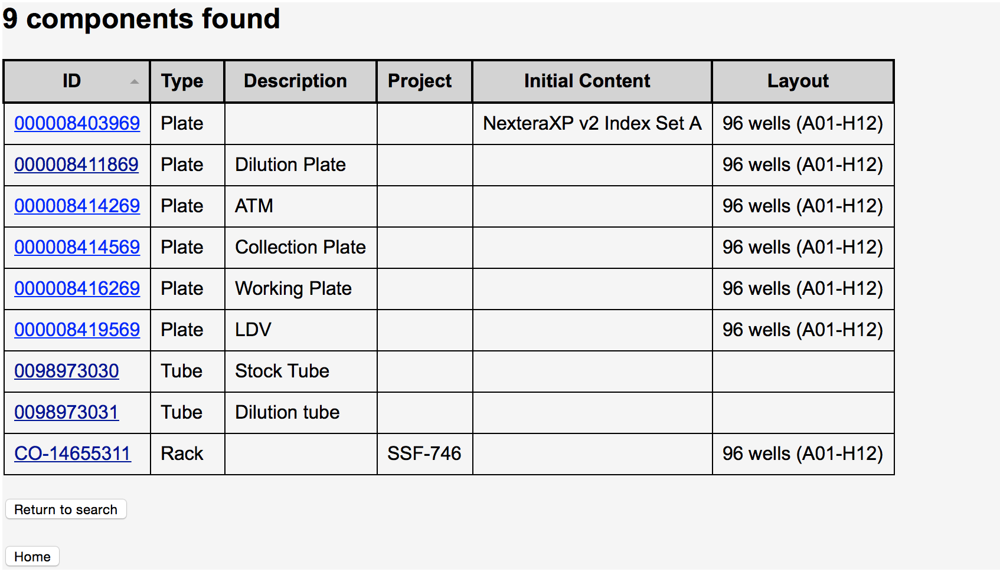 9 components found
ID Type Description Project Initial Content Layout
000008403969 Plate NexteraXP v2 Index Set A 96 wells (A01-H12)
000008411869 Plate Dilution Plate 96 wells (A01-H12)
000008414269 Plate ATM 96 wells (A01-H12)
000008414569 Plate Collection Plate 96 wells (A01-H12)
000008416269 Plate Working Plate 96 wells (A01-H12)
000008419569 Plate LDV 96 wells (A01-H12)
0098973030 Tube Stock Tube
0098973031 Tube Dilution tube
CO-14655311 Rack SSF-746 96 wells (A01-H12)
Return to search
Home